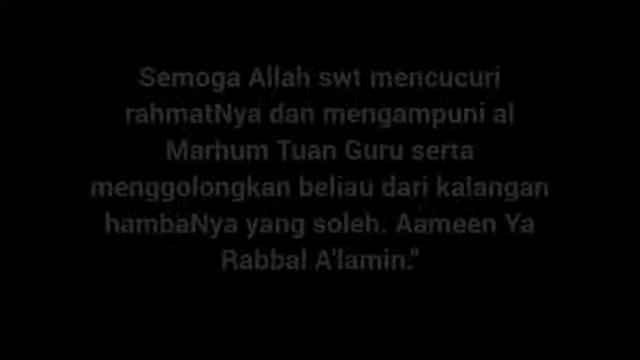 Semoga Allah swt mencucuri
rahmatNya dan mengampuni al
Marhum Tuan Guru serta
menggolongkan beliau dari kalangan
hambaNya yang soleh. Aameen Ya
Rabbal A'lamin."